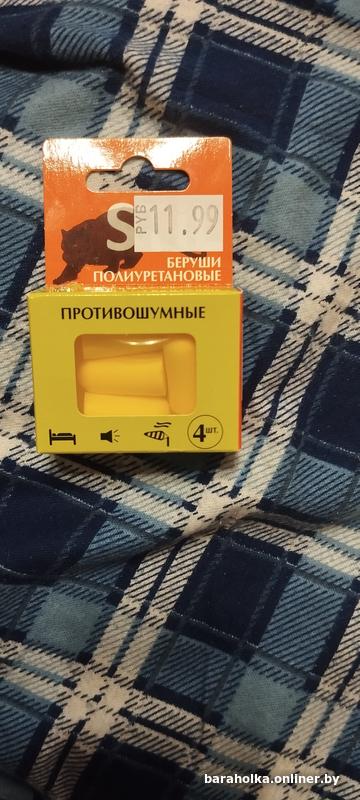 S
РУБ 11.99
БЕРУШИ
ПОЛИУРЕТАНОВЫЕ
ПРОТИВОШУМНЫЕ
4 шт.
baraholka.onliner.by